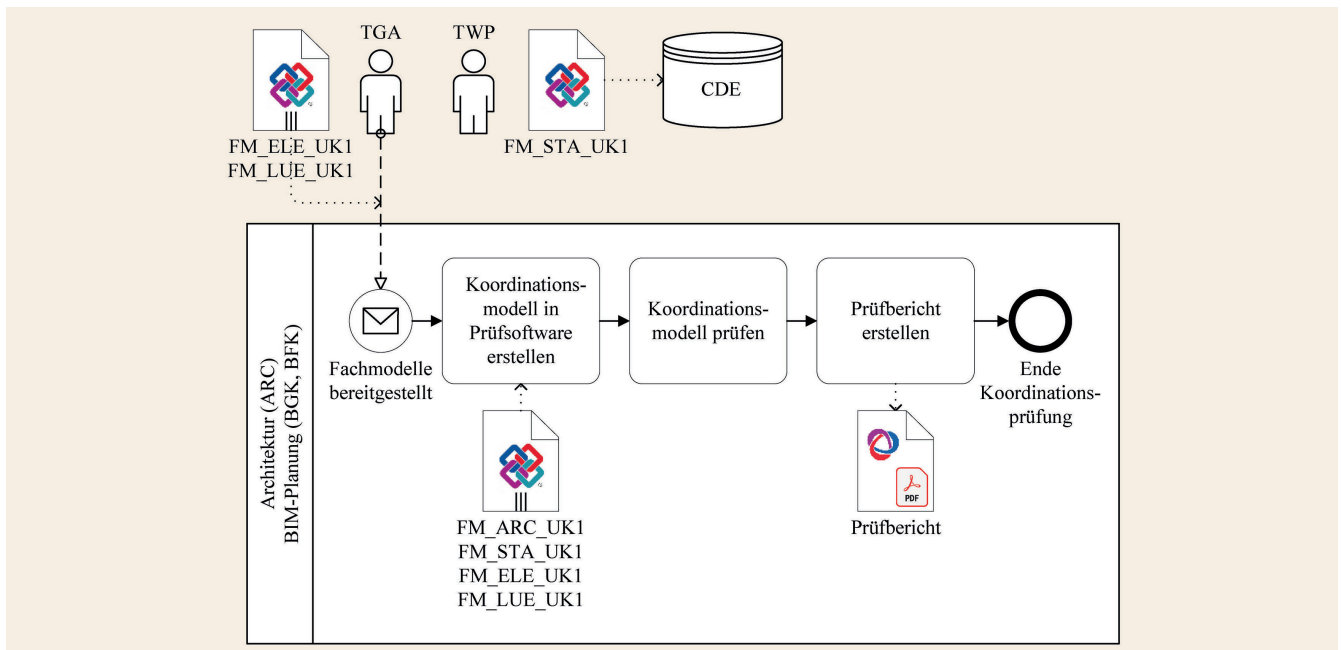 TGA
TWP
CDE
FM_ELE_UK1
FM_LUE_UK1
FM_STA_UK1
Architektur (ARC)
BIM-Planung (BGK, BFK)
Fachmodelle
bereitgestellt
Koordinations-
modell in
Prüfsoftware
erstellen
Koordinations-
modell prüfen
Prüfbericht
erstellen
Ende
Koordinations-
prüfung
FM_ARC_UK1
FM_STA_UK1
FM_ELE_UK1
FM_LUE_UK1
PDF
Prüfbericht